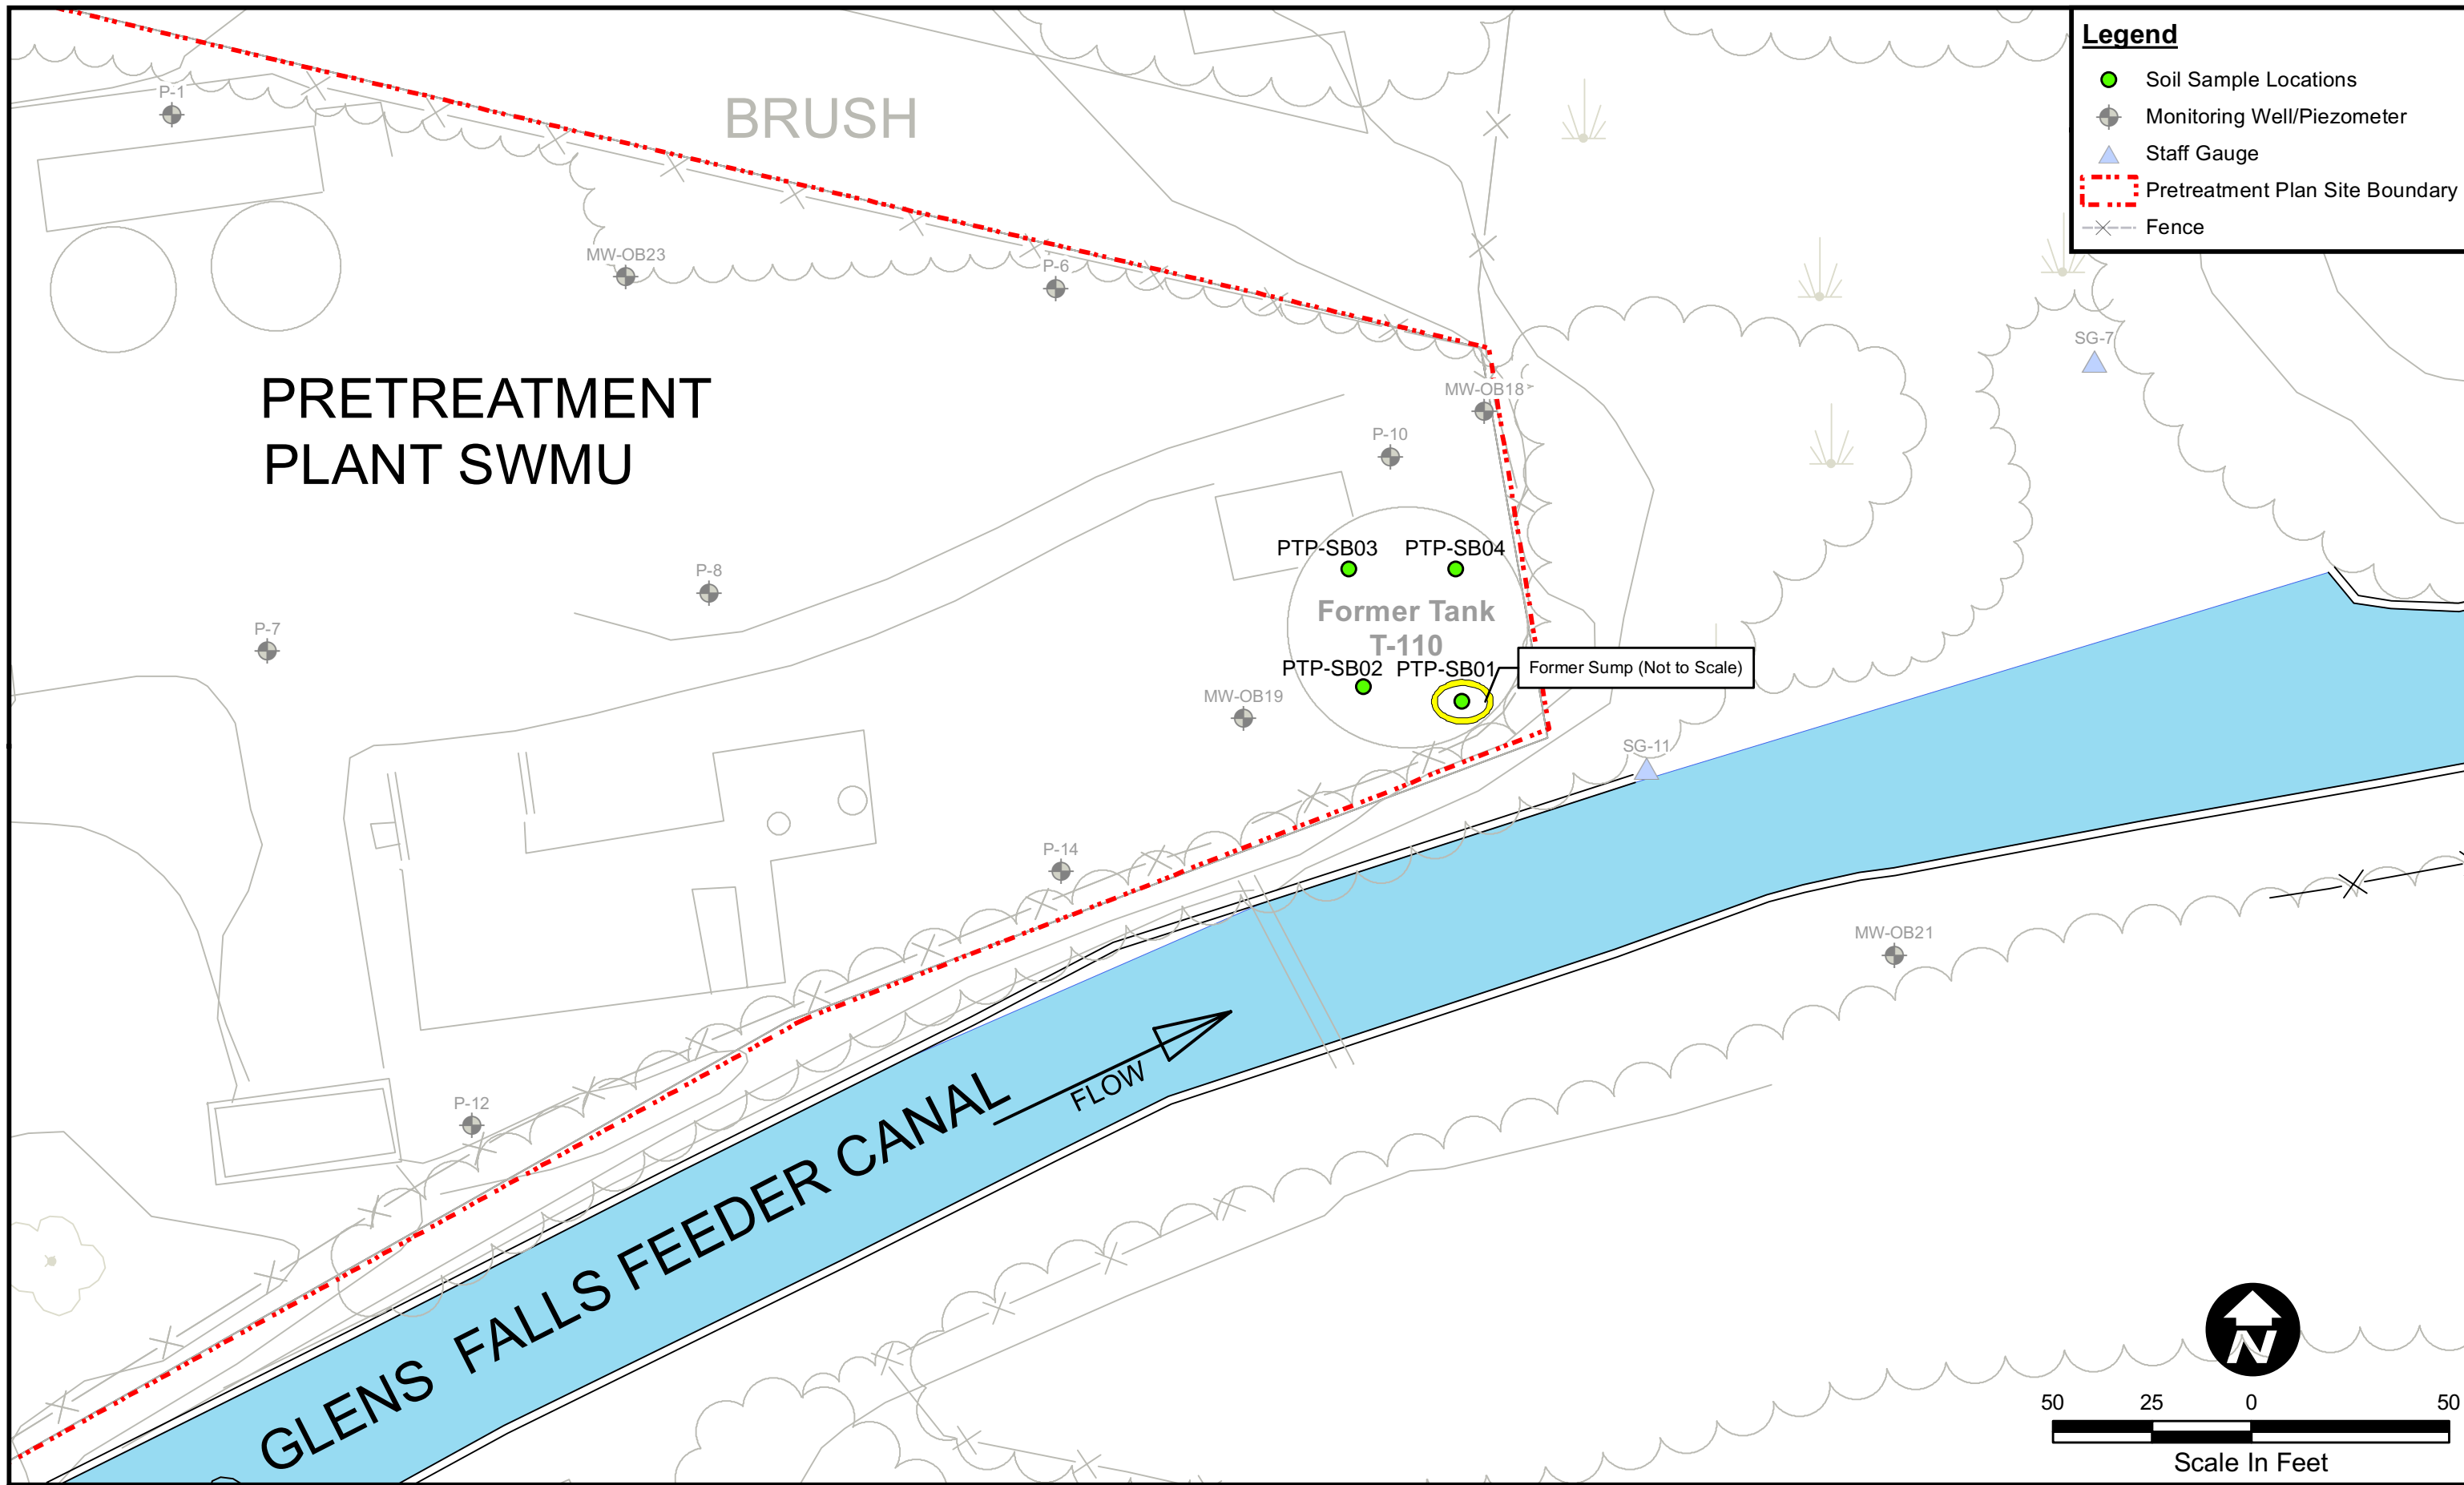 Legend
Soil Sample Locations
Monitoring Well/Piezometer
Staff Gauge
Pretreatment Plan Site Boundary
Fence
P-1
BRUSH
MW-OB23
P-6
SG-7
PRETREATMENT
PLANT SWMU
MW-OB18
P-10
PTP-SB03 PTP-SB04
P-8
Former Tank
T-110
P-7
PTP-SB02 PTP-SB01
Former Sump (Not to Scale)
MW-OB19
SG-11
P-14
MW-OB21
P-12
FLOW
GLENS FALLS FEEDER CANAL
N
50 25 0 50
Scale In Feet